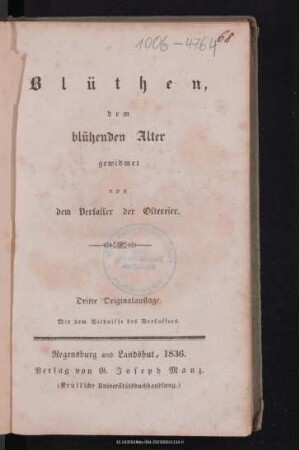 1006-4764
68
Blüthen,
dem
blühenden Alter
gewidmet
von
dem Verfasser der Ostereier.
Dritte Originalauflage.
Mit dem Bildnisse des Verfassers.
Regensburg und Landshut, 1836.
Verlag von G. Joseph Manz.
(Krüll'sche Universitätsbuchhandlung.)